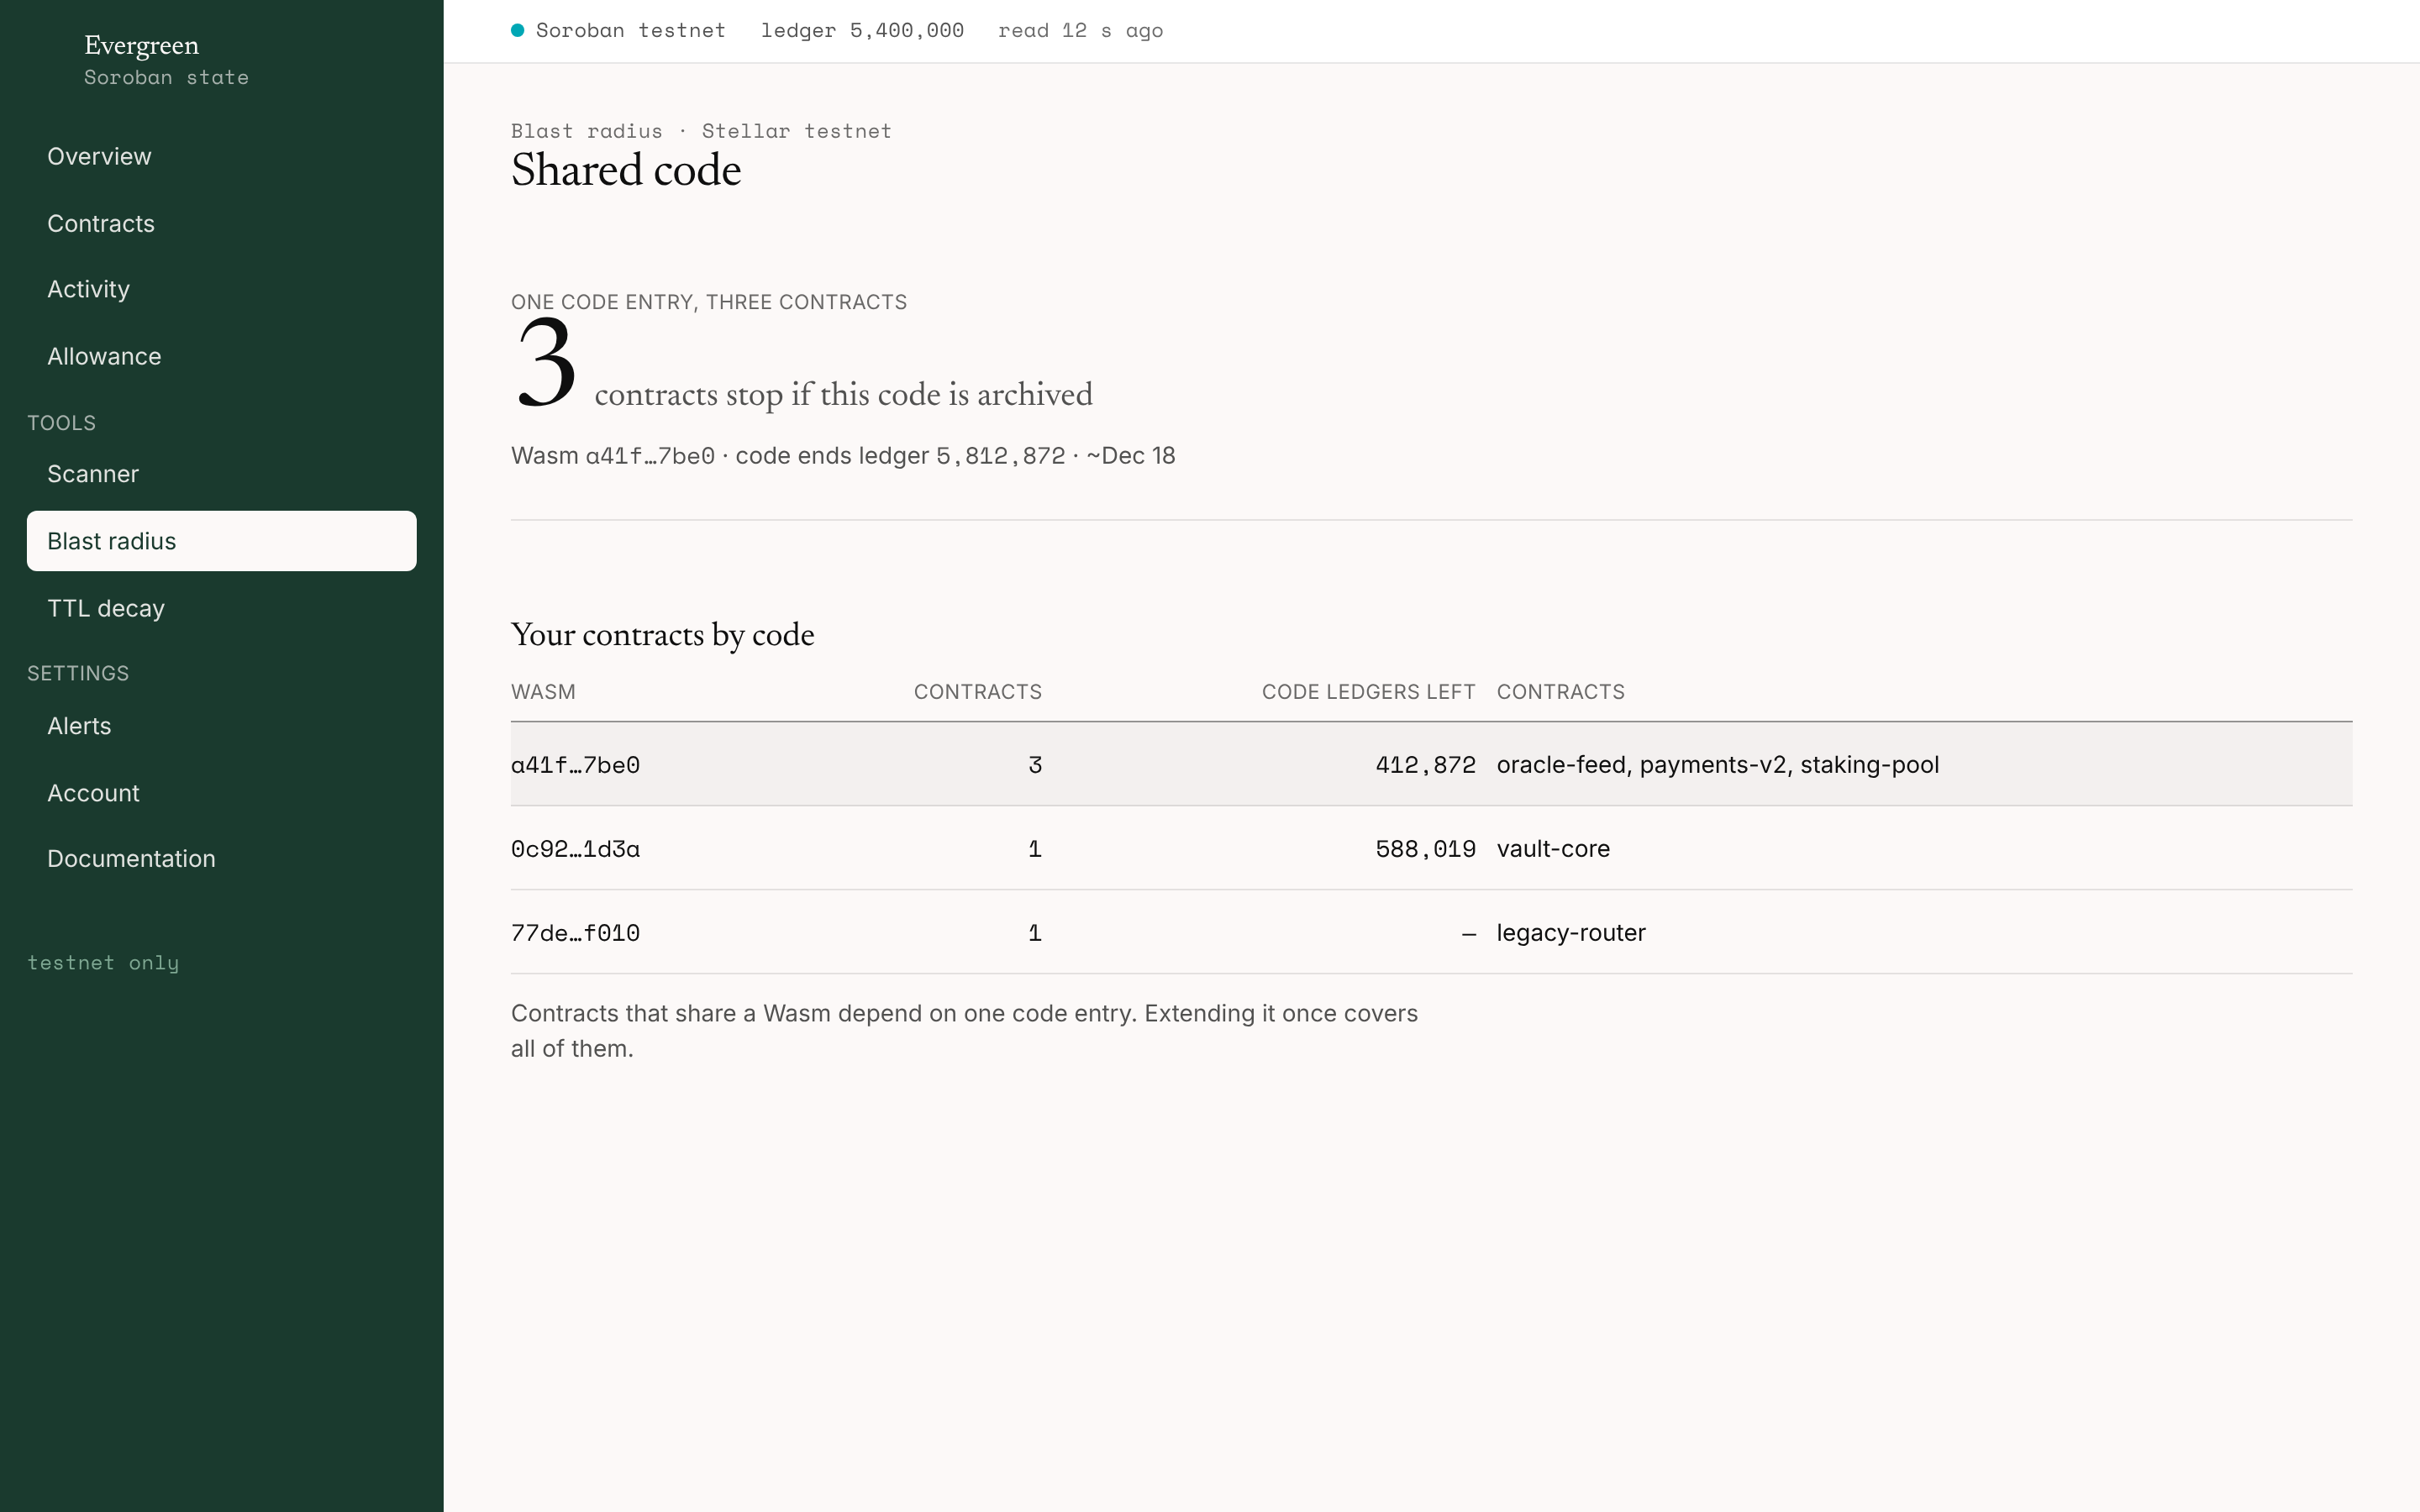 Evergreen
Soroban state
Overview
Contracts
Activity
Allowance
TOOLS
Scanner
Blast radius
TTL decay
SETTINGS
Alerts
Account
Documentation
testnet only
Soroban testnet ledger 5,400,000 read 12 s ago
Blast radius · Stellar testnet
Shared code
ONE CODE ENTRY, THREE CONTRACTS
3 contracts stop if this code is archived
Wasm a41f…7be0 · code ends ledger 5,812,872 · ~Dec 18
Your contracts by code
WASM CONTRACTS CODE LEDGERS LEFT CONTRACTS
a41f…7be0 3 412,872 oracle-feed, payments-v2, staking-pool
0c92…1d3a 1 588,019 vault-core
77de…f010 1 — legacy-router
Contracts that share a Wasm depend on one code entry. Extending it once covers
all of them.